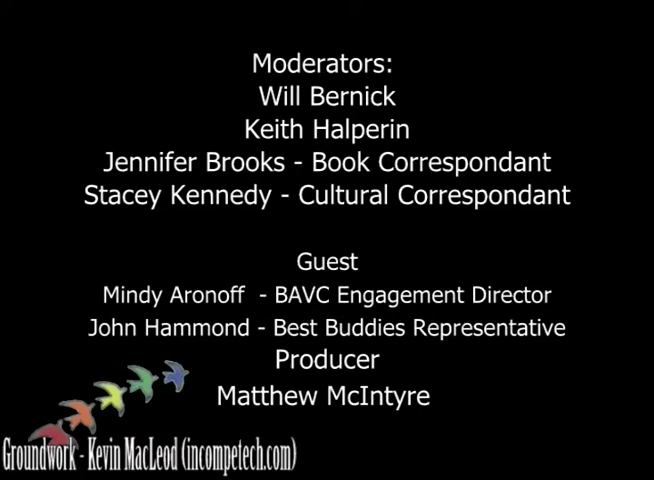 Moderators:
Will Bernick
Keith Halperin
Jennifer Brooks - Book Correspondant
Stacey Kennedy - Cultural Correspondant
Guest
Mindy Aronoff - BAVC Engagement Director
John Hammond - Best Buddies Representative
Producer
Matthew McIntyre
Groundwork - Kevin MacLeod (incompetech.com)